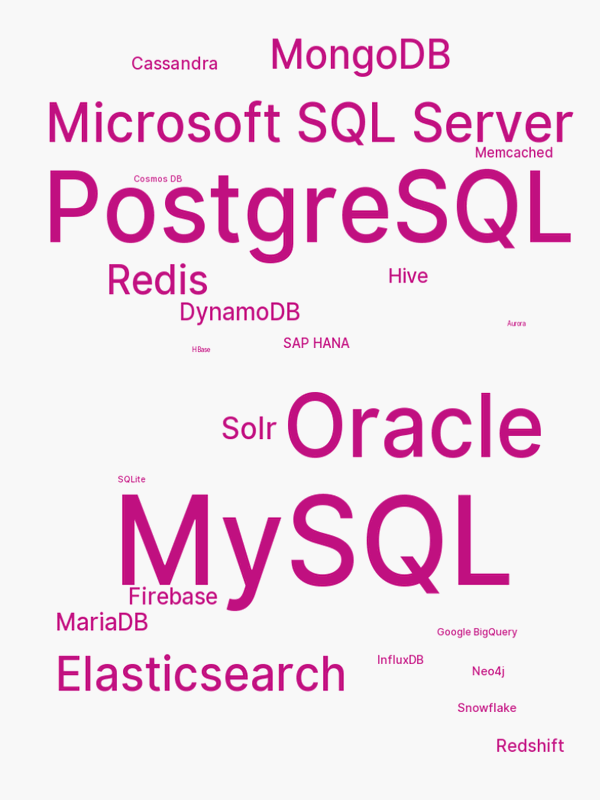 MongoDB
Cassandra
Microsoft SQL Server
Memcached
Cosmos DB
PostgreSQL
Hive
Redis
DynamoDB
Aurora
SAP HANA
HBase
Solr
Oracle
SQLite
MySQL
Firebase
MariaDB
Google BigQuery
InfluxDB
Elasticsearch
Neo4j
Snowflake
Redshift